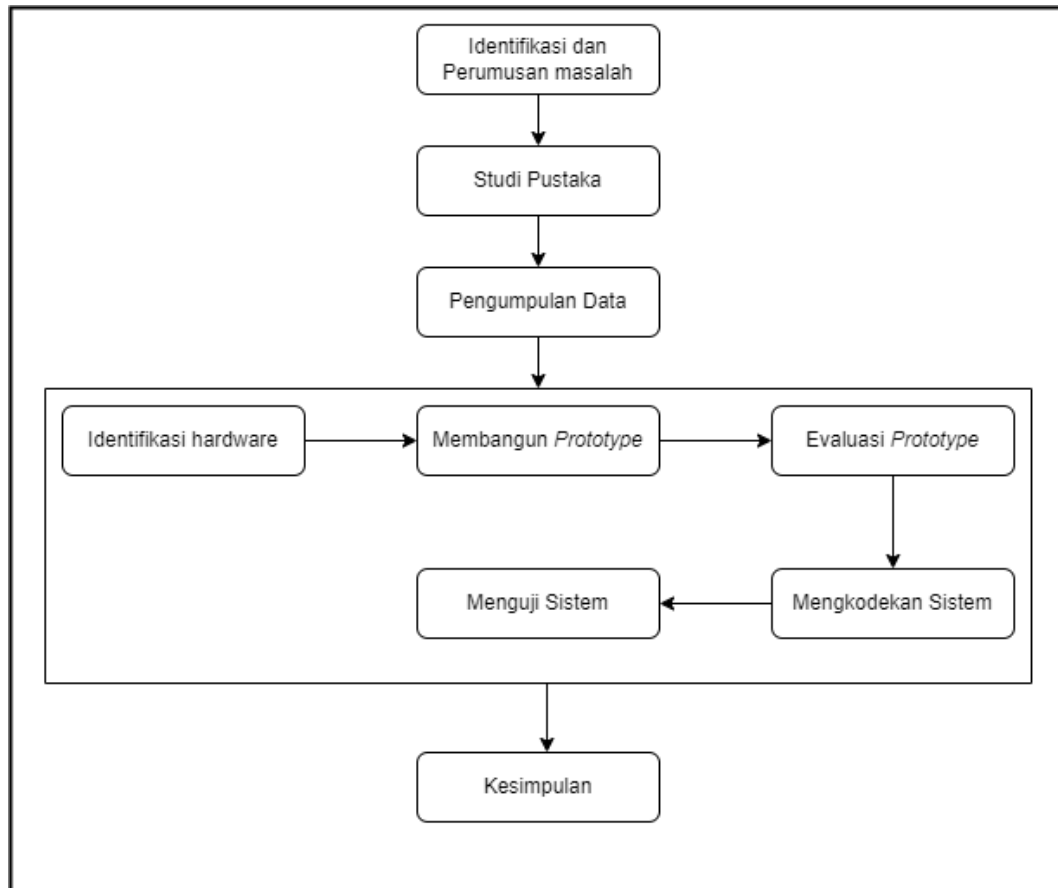 Identifikasi dan
Perumusan masalah
Studi Pustaka
Pengumpulan Data
Identifikasi hardware
Membangun Prototype
Evaluasi Prototype
Mengkodekan Sistem
Menguji Sistem
Kesimpulan